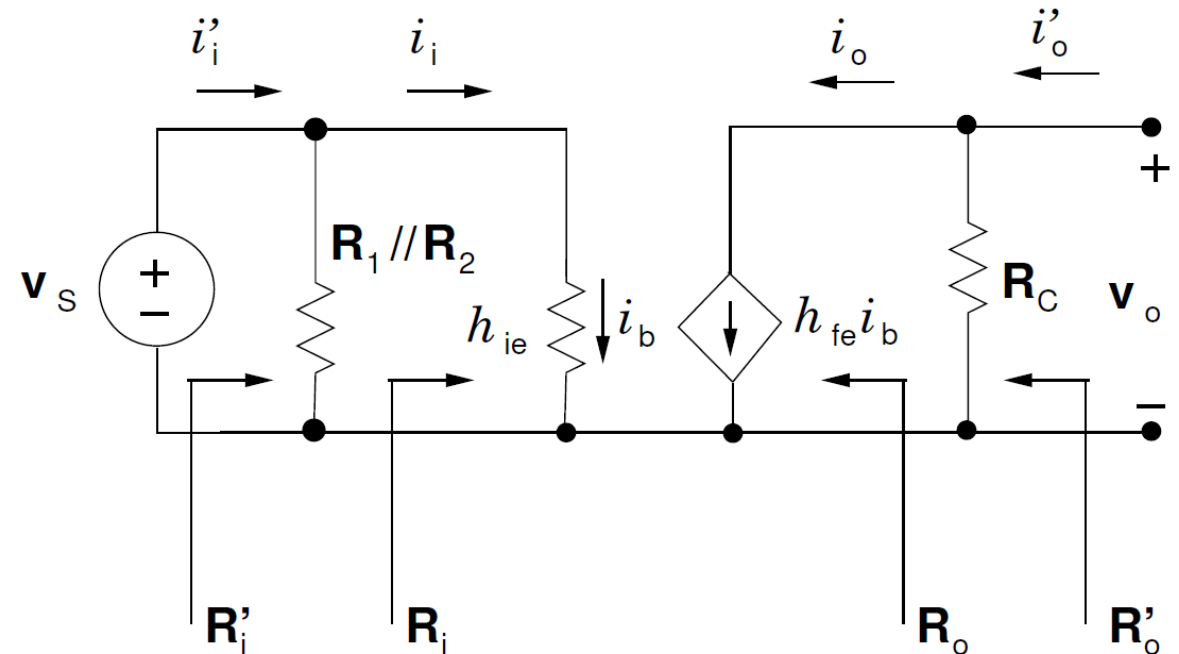 i'i
ii
io
i'o
+
R1 // R2
vS
+
−
hie
ib
hfeib
RC
vo
−
R'i
Ri
Ro
R'o